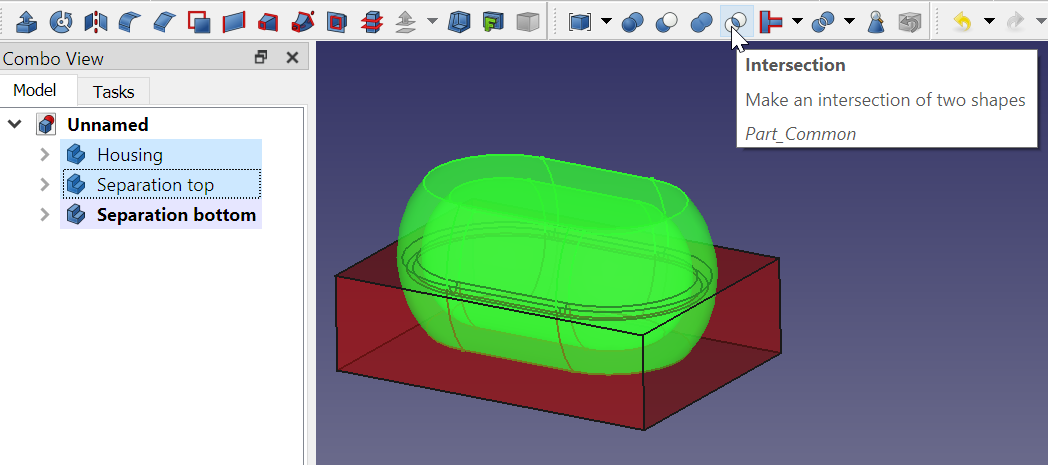 Combo View
Model
Tasks
Unnamed
Housing
Separation top
Separation bottom
Intersection
Make an intersection of two shapes
Part_Common